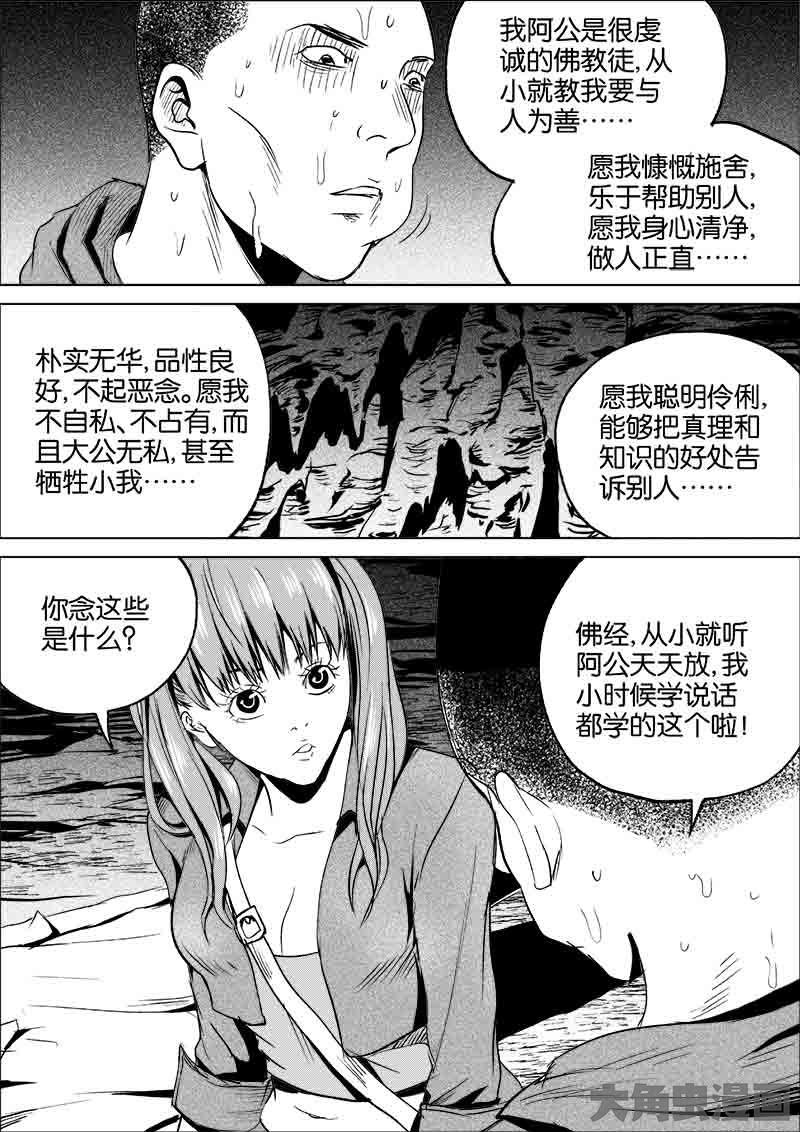 我阿公是很虔
诚的佛教徒,从
小就教我要与
人为善……
愿我慷慨施舍,
乐于帮助别人,
愿我身心清净,
做人正直……
朴实无华,品性良
好,不起恶念。愿我
不自私、不占有,而
且大公无私,甚至
牺牲小我……
愿我聪明伶俐,
能够把真理和
知识的好处告
诉别人……
你念这些
是什么?
佛经,从小就听
阿公天天放,我
小时候学说话
都学的这个啦!
大角虫漫画